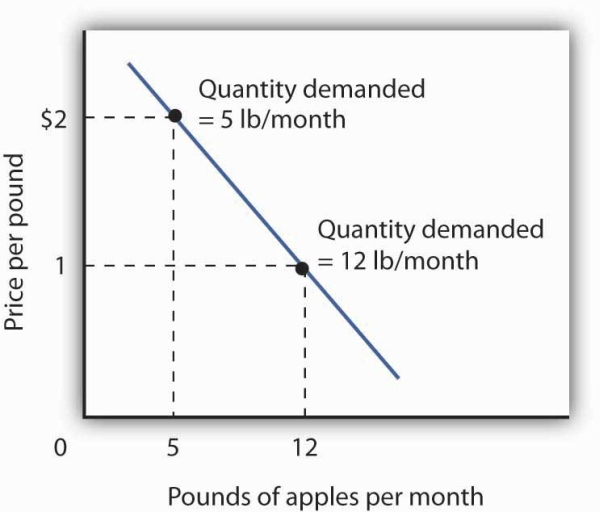 Quantity demanded
= 5 lb/month
$2
Quantity demanded
= 12 lb/month
1
Price per pound
0
5
12
Pounds of apples per month